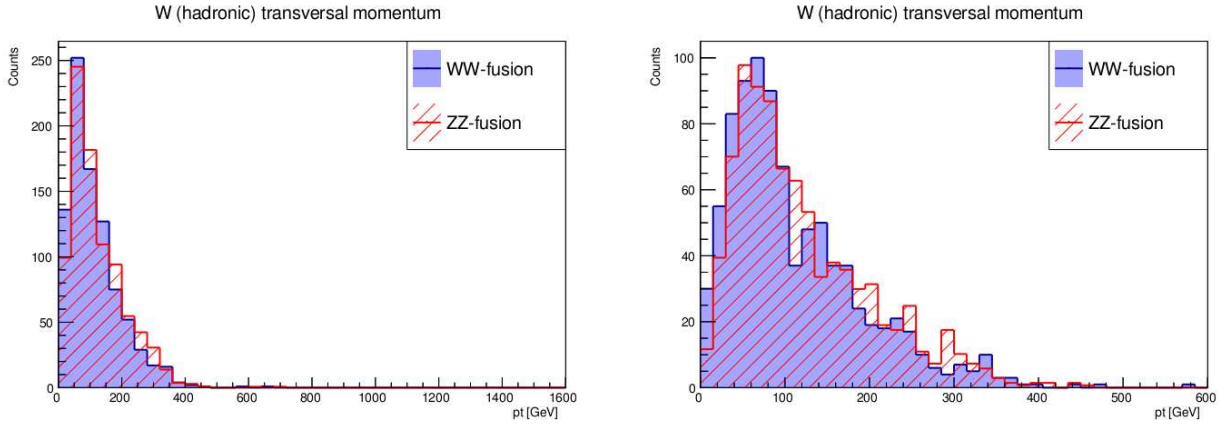 W (hadronic) transversal momentum
Counts
250
200
150
100
50
0
0 200 400 600 800 1000 1200 1400 1600
pt [GeV]
WW-fusion
ZZ-fusion
W (hadronic) transversal momentum
Counts
100
80
60
40
20
0
0 100 200 300 400 500 600
pt [GeV]
WW-fusion
ZZ-fusion